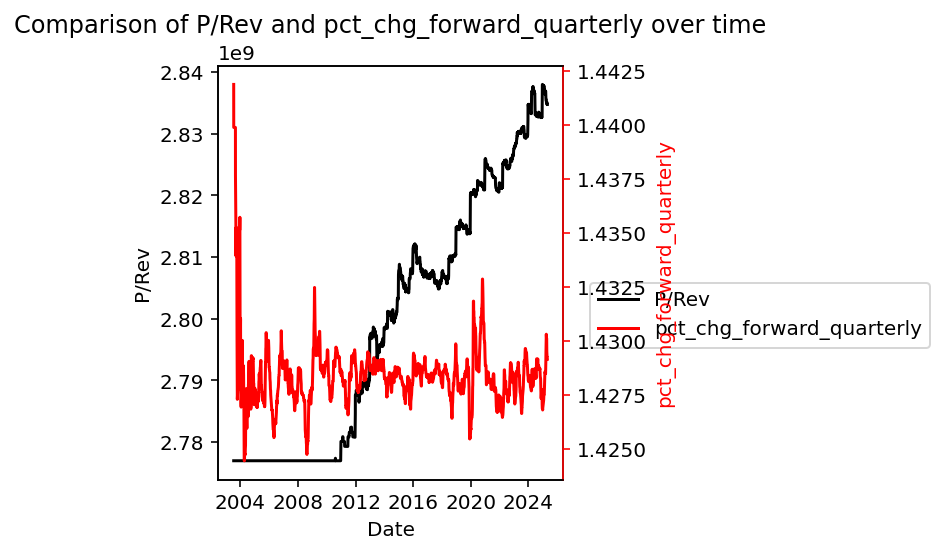 Comparison of P/Rev and pct_chg_forward_quarterly over time
1e9
2.84
2.83
2.82
2.81
2.80
2.79
2.78
P/Rev
2004 2008 2012 2016 2020 2024
Date
1.4425
1.4400
1.4375
1.4350
1.4325
1.4300
1.4275
1.4250
pct_chg_forward_quarterly
P/Rev
pct_chg_forward_quarterly